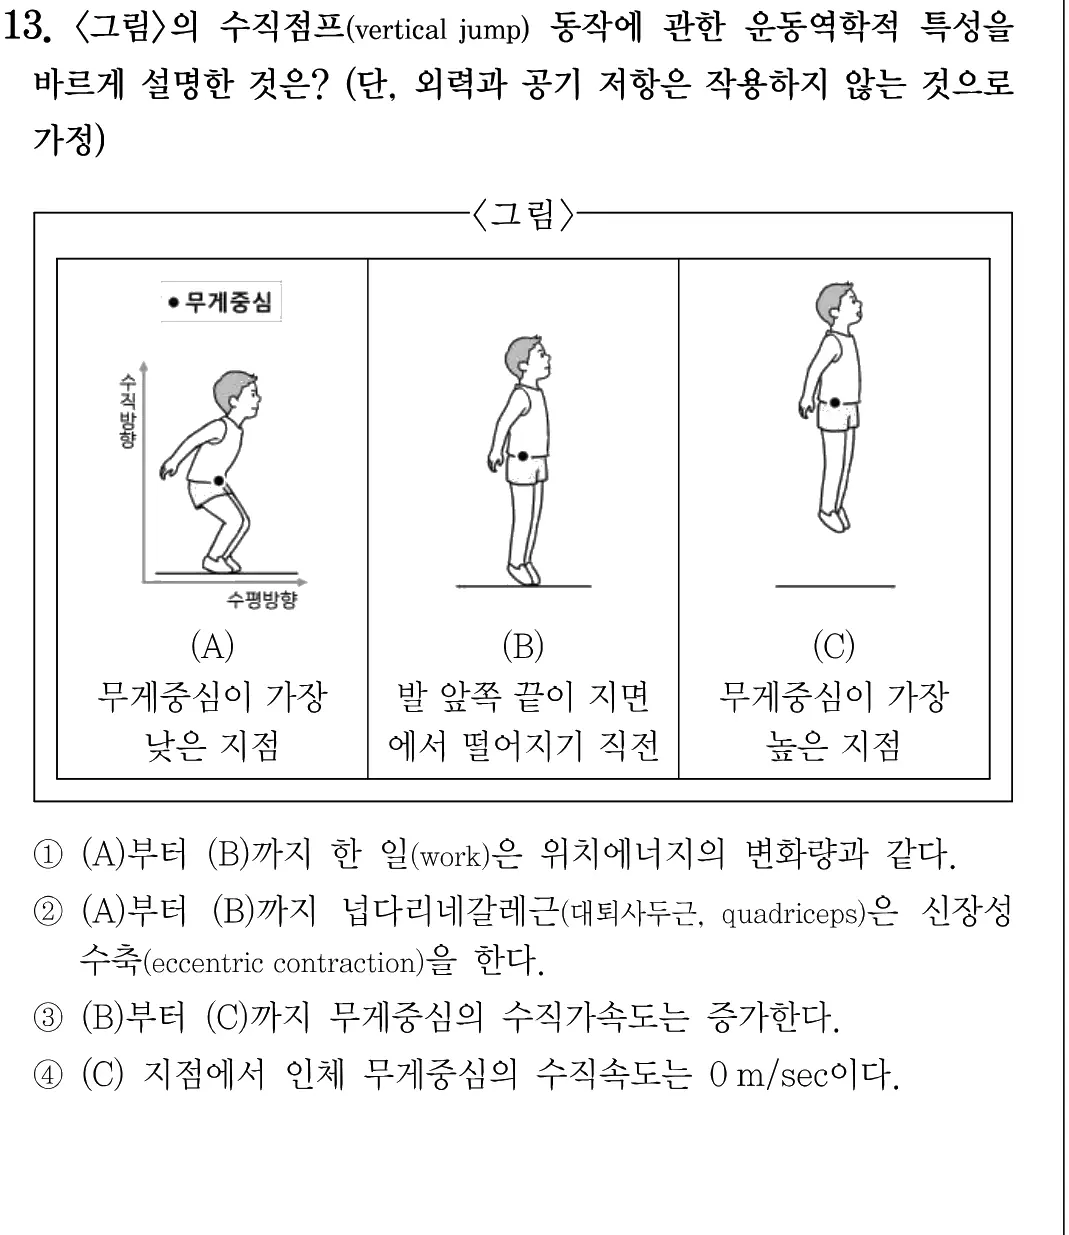 13. 〈그림〉의 수직점프(vertical jump) 동작에 관한 운동역학적 특성을
바르게 설명한 것은? (단, 외력과 공기 저항은 작용하지 않는 것으로
가정)
〈그림〉
● 무게중심
수직방향
수평방향
(A)
무게중심이 가장
낮은 지점
(B)
발 앞쪽 끝이 지면
에서 떨어지기 직전
(C)
무게중심이 가장
높은 지점
① (A)부터 (B)까지 한 일(work)은 위치에너지의 변화량과 같다.
② (A)부터 (B)까지 넙다리네갈레근(대퇴사두근, quadriceps)은 신장성
수축(eccentric contraction)을 한다.
③ (B)부터 (C)까지 무게중심의 수직가속도는 증가한다.
④ (C) 지점에서 인체 무게중심의 수직속도는 0 m/sec이다.